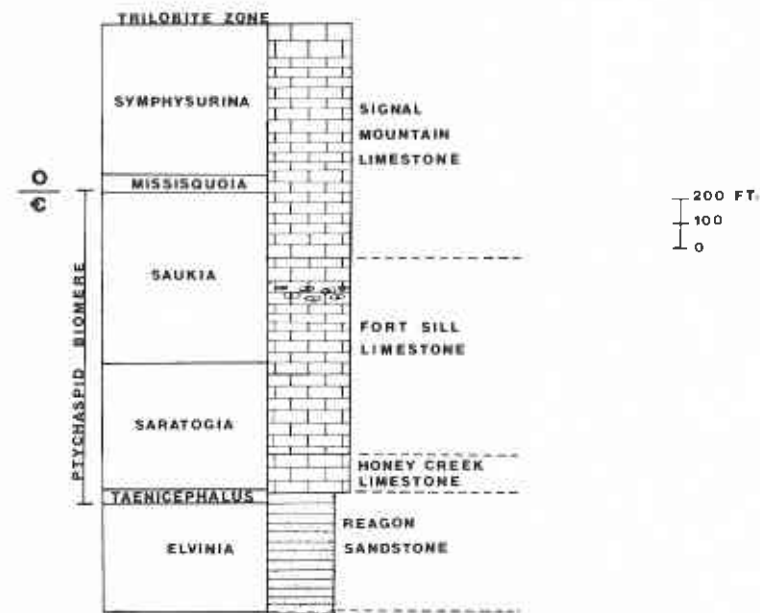 TRILOBITE ZONE
SYMPHYSURINA
MISSISQUOIA
O
Є
SAUKIA
SARATOGIA
TAENICEPHALUS
ELVINIA
PTYCHASPID BIOMERE
SIGNAL
MOUNTAIN
LIMESTONE
FORT SILL
LIMESTONE
HONEY CREEK
LIMESTONE
REAGON
SANDSTONE
200 FT.
100
0